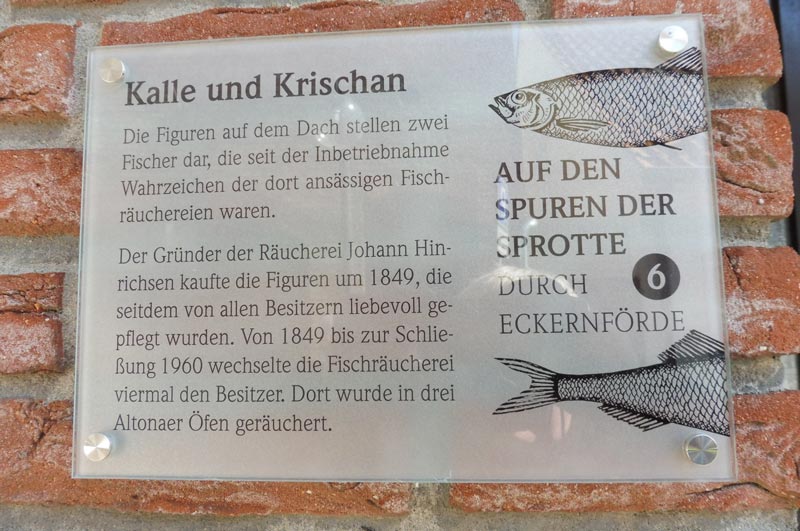 Kalle und Krischan
Die Figuren auf dem Dach stellen zwei
Fischer dar, die seit der Inbetriebnahme
Wahrzeichen der dort ansässigen Fisch-
räuchereien waren.
Der Gründer der Räucherei Johann Hin-
richsen kaufte die Figuren um 1849, die
seitdem von allen Besitzern liebevoll ge-
pflegt wurden. Von 1849 bis zur Schlie-
ßung 1960 wechselte die Fischräucherei
viermal den Besitzer. Dort wurde in drei
Altonaer Öfen geräuchert.
AUF DEN
SPUREN DER
SPROTTE
DURCH 6
ECKERNFÖRDE